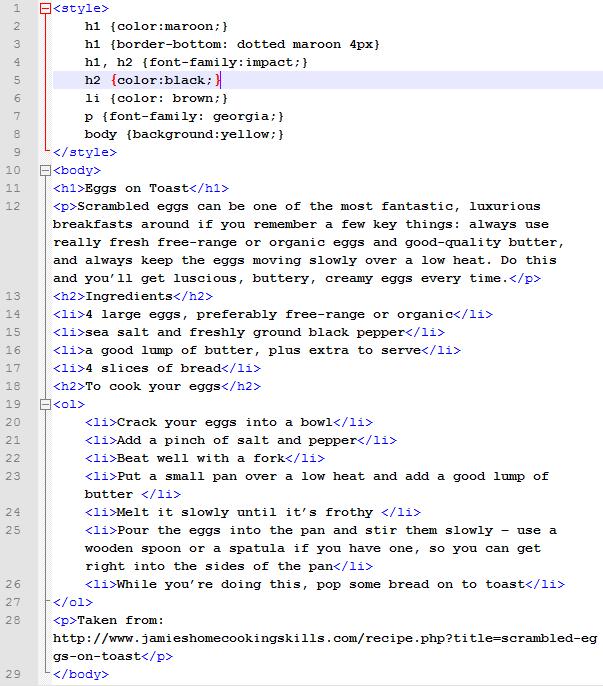 1 <style>
2 h1 {color:maroon;}
3 h1 {border-bottom: dotted maroon 4px}
4 h1, h2 {font-family:impact;}
5 h2 {color:black;}
6 li {color: brown;}
7 p {font-family: georgia;}
8 body {background:yellow;}
9 </style>
10 <body>
11 <h1>Eggs on Toast</h1>
12 <p>Scrambled eggs can be one of the most fantastic, luxurious
breakfasts around if you remember a few key things: always use
really fresh free-range or organic eggs and good-quality butter,
and always keep the eggs moving slowly over a low heat. Do this
and you’ll get luscious, buttery, creamy eggs every time.</p>
13 <h2>Ingredients</h2>
14 <li>4 large eggs, preferably free-range or organic</li>
15 <li>sea salt and freshly ground black pepper</li>
16 <li>a good lump of butter, plus extra to serve</li>
17 <li>4 slices of bread</li>
18 <h2>To cook your eggs</h2>
19 <ol>
20 <li>Crack your eggs into a bowl</li>
21 <li>Add a pinch of salt and pepper</li>
22 <li>Beat well with a fork</li>
23 <li>Put a small pan over a low heat and add a good lump of
butter </li>
24 <li>Melt it slowly until it’s frothy </li>
25 <li>Pour the eggs into the pan and stir them slowly – use a
wooden spoon or a spatula if you have one, so you can get
right into the sides of the pan</li>
26 <li>While you’re doing this, pop some bread on to toast</li>
27 </ol>
28 <p>Taken from:
http://www.jamieshomecookingskills.com/recipe.php?title=scrambled-eg
gs-on-toast</p>
29 </body>